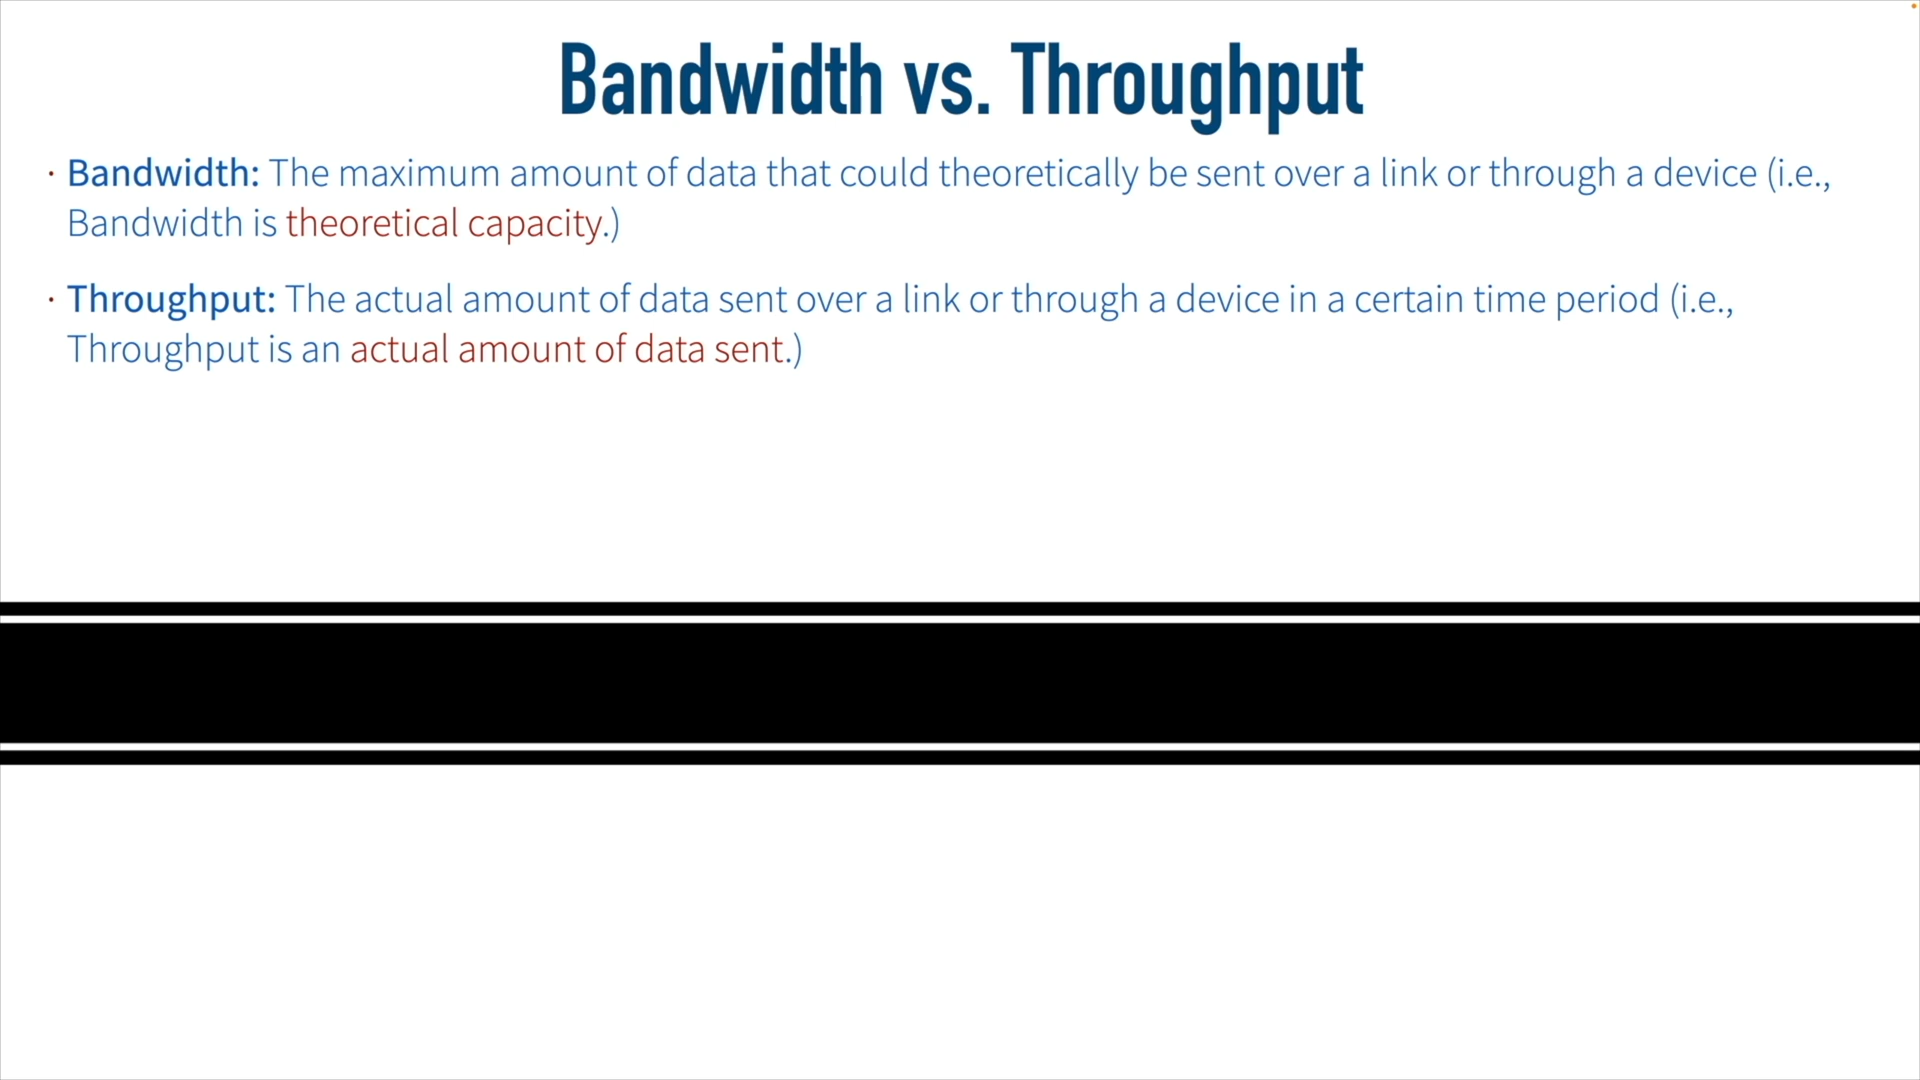 Bandwidth vs. Throughput
· Bandwidth: The maximum amount of data that could theoretically be sent over a link or through a device (i.e.,
Bandwidth is theoretical capacity.)
· Throughput: The actual amount of data sent over a link or through a device in a certain time period (i.e.,
Throughput is an actual amount of data sent.)